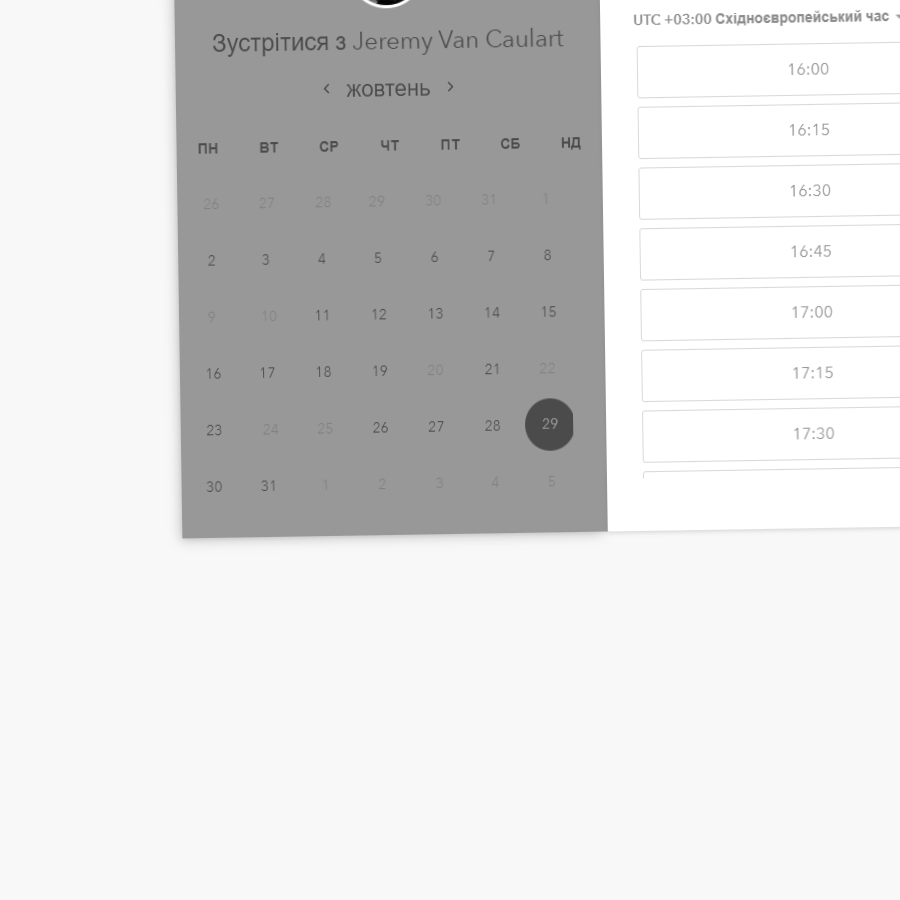 Зустрітися з Jeremy Van Caulart
жовтень
ПН ВТ СР ЧТ ПТ СБ НД
26 27 28 29 30 31 1
2 3 4 5 6 7 8
9 10 11 12 13 14 15
16 17 18 19 20 21 22
23 24 25 26 27 28 29
30 31 1 2 3 4 5
UTC +03:00 Східноєвропейський час
16:00
16:15
16:30
16:45
17:00
17:15
17:30